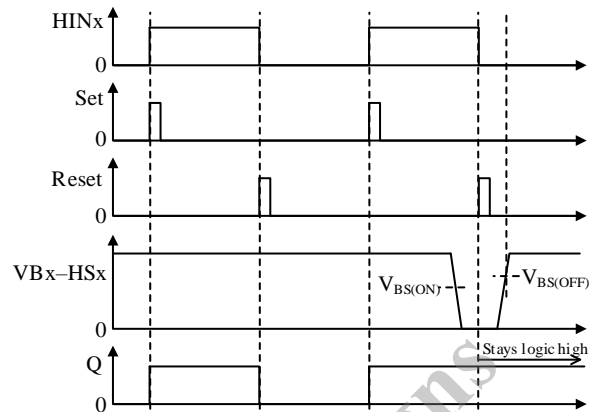 HINx
0
Set
0
Reset
0
VBx–HSx
VBS(ON)
VBS(OFF)
0
Stays logic high
Q
0